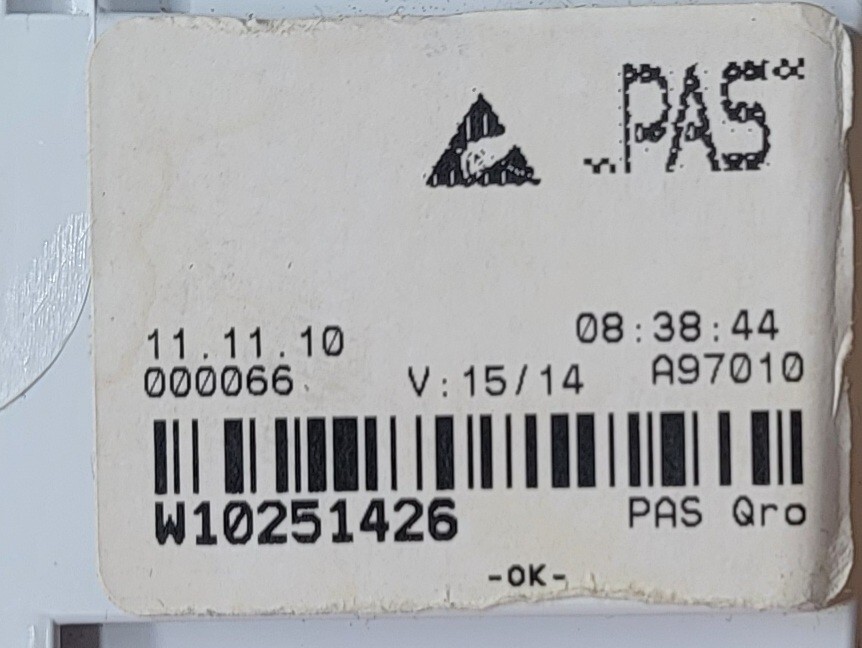 PAS
11.11.10 08:38:44
000066 V:15/14 A97010
W10251426 PAS Qro
-OK-